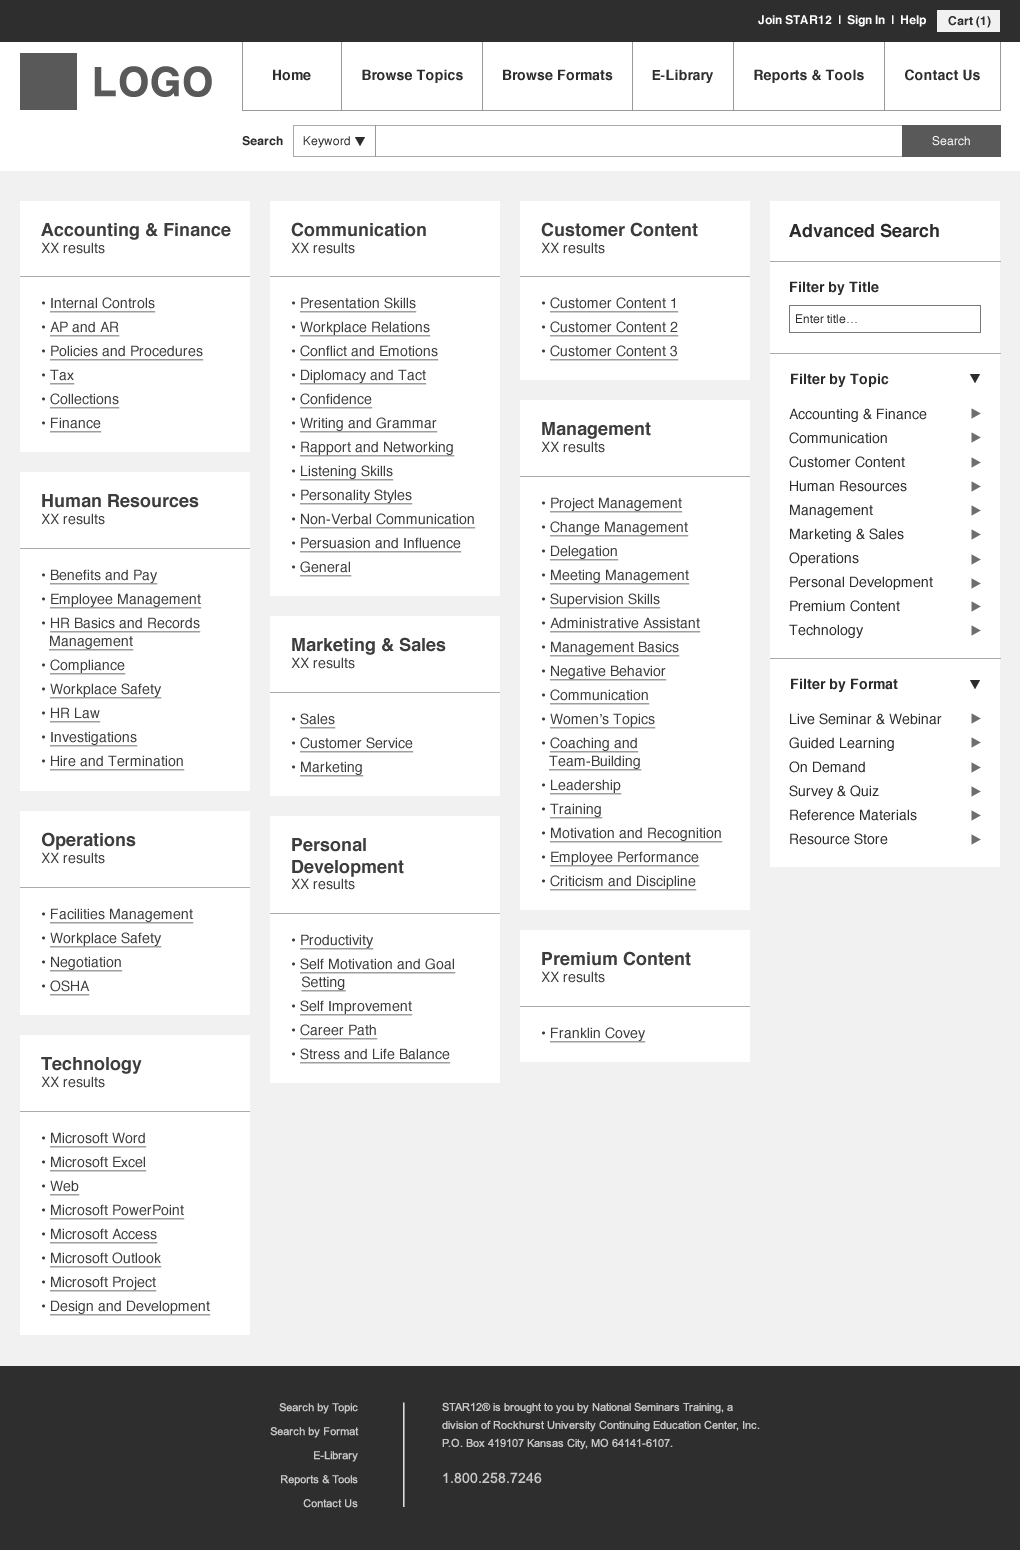 Join STAR12 | Sign In | Help Cart (1)
LOGO
Home Browse Topics Browse Formats E-Library Reports & Tools Contact Us
Search Keyword Search
Accounting & Finance
XX results
• Internal Controls
• AP and AR
• Policies and Procedures
• Tax
• Collections
• Finance
Human Resources
XX results
• Benefits and Pay
• Employee Management
• HR Basics and Records
Management
• Compliance
• Workplace Safety
• HR Law
• Investigations
• Hire and Termination
Operations
XX results
• Facilities Management
• Workplace Safety
• Negotiation
• OSHA
Technology
XX results
• Microsoft Word
• Microsoft Excel
• Web
• Microsoft PowerPoint
• Microsoft Access
• Microsoft Outlook
• Microsoft Project
• Design and Development
Communication
XX results
• Presentation Skills
• Workplace Relations
• Conflict and Emotions
• Diplomacy and Tact
• Confidence
• Writing and Grammar
• Rapport and Networking
• Listening Skills
• Personality Styles
• Non-Verbal Communication
• Persuasion and Influence
• General
Marketing & Sales
XX results
• Sales
• Customer Service
• Marketing
Personal
Development
XX results
• Productivity
• Self Motivation and Goal
Setting
• Self Improvement
• Career Path
• Stress and Life Balance
Customer Content
XX results
• Customer Content 1
• Customer Content 2
• Customer Content 3
Management
XX results
• Project Management
• Change Management
• Delegation
• Meeting Management
• Supervision Skills
• Administrative Assistant
• Management Basics
• Negative Behavior
• Communication
• Women's Topics
• Coaching and
Team-Building
• Leadership
• Training
• Motivation and Recognition
• Employee Performance
• Criticism and Discipline
Premium Content
XX results
• Franklin Covey
Advanced Search
Filter by Title
Enter title…
Filter by Topic
Accounting & Finance
Communication
Customer Content
Human Resources
Management
Marketing & Sales
Operations
Personal Development
Premium Content
Technology
Filter by Format
Live Seminar & Webinar
Guided Learning
On Demand
Survey & Quiz
Reference Materials
Resource Store
Search by Topic
Search by Format
E-Library
Reports & Tools
Contact Us
STAR12® is brought to you by National Seminars Training, a
division of Rockhurst University Continuing Education Center, Inc.
P.O. Box 419107 Kansas City, MO 64141-6107.
1.800.258.7246